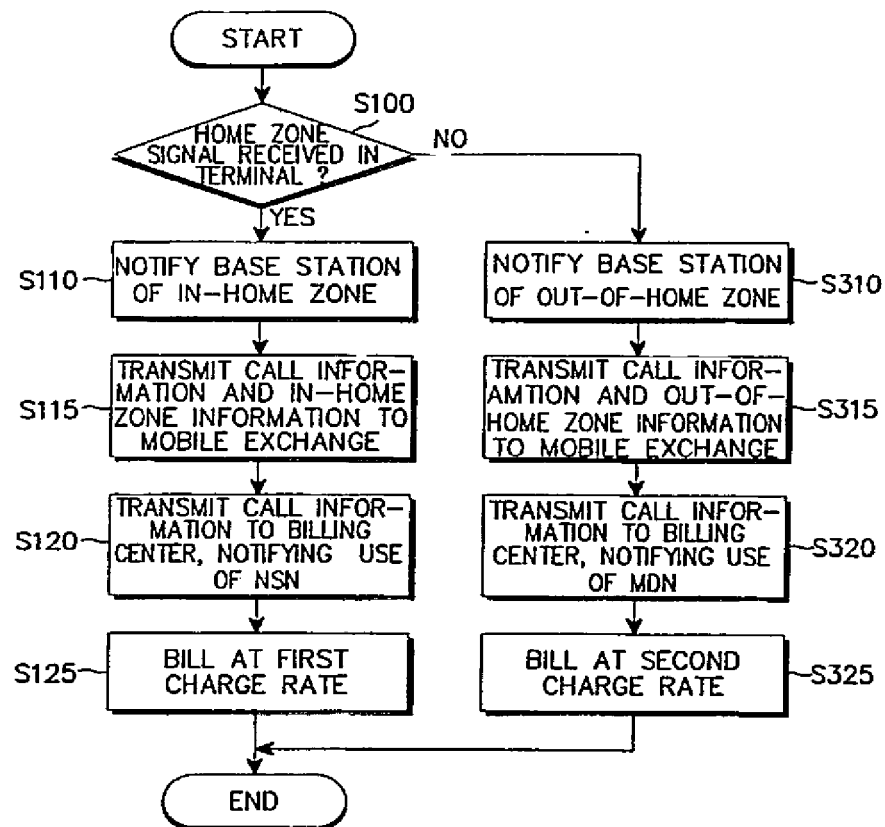 START
S100
HOME ZONE
SIGNAL RECEIVED IN
TERMINAL ?
NO
YES
S110
NOTIFY BASE STATION
OF IN-HOME ZONE
NOTIFY BASE STATION
OF OUT-OF-HOME ZONE
S310
S115
TRANSMIT CALL INFOR-
MATION AND IN-HOME
ZONE INFORMATION TO
MOBILE EXCHANGE
TRANSMIT CALL INFOR-
AMTION AND OUT-OF-
HOME ZONE INFORMATION
TO MOBILE EXCHANGE
S315
S120
TRANSMIT CALL INFOR-
MATION TO BILLING
CENTER, NOTIFYING USE
OF NSN
TRANSMIT CALL INFOR-
MATION TO BILLING
CENTER, NOTIFYING USE
OF MDN
S320
S125
BILL AT FIRST
CHARGE RATE
BILL AT SECOND
CHARGE RATE
S325
END